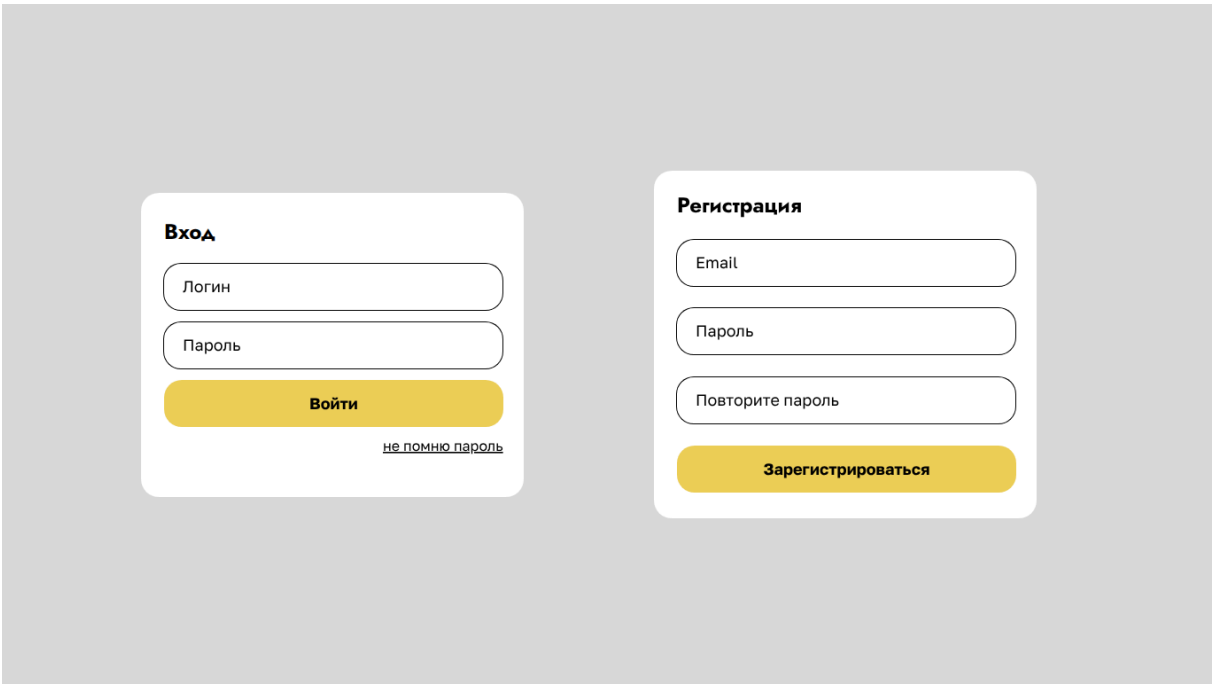 Вход
Логин
Пароль
Войти
не помню пароль
Регистрация
Email
Пароль
Повторите пароль
Зарегистрироваться